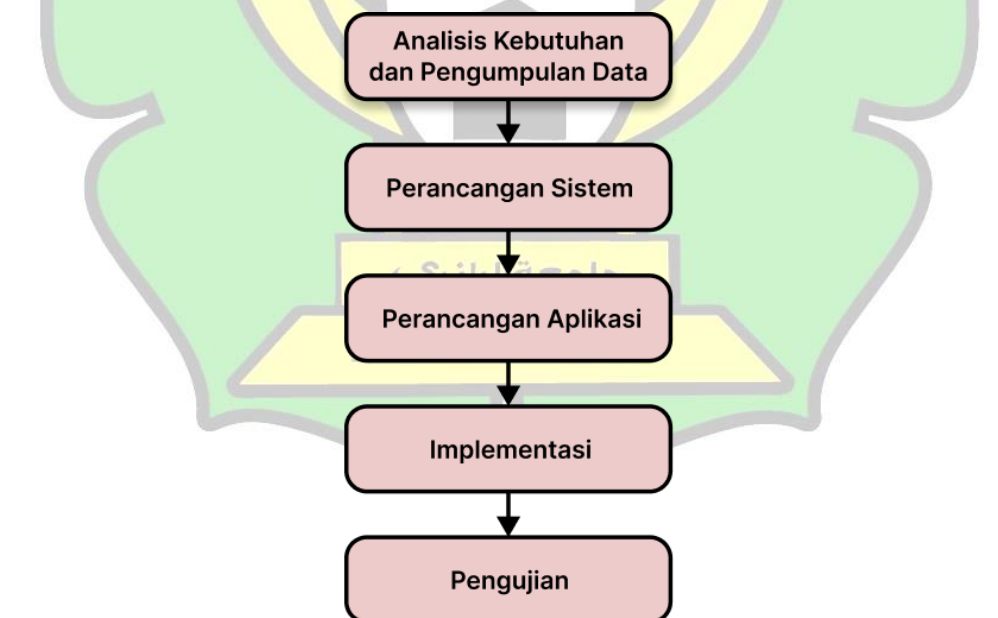 Analisis Kebutuhan
dan Pengumpulan Data
Perancangan Sistem
Perancangan Aplikasi
Implementasi
Pengujian